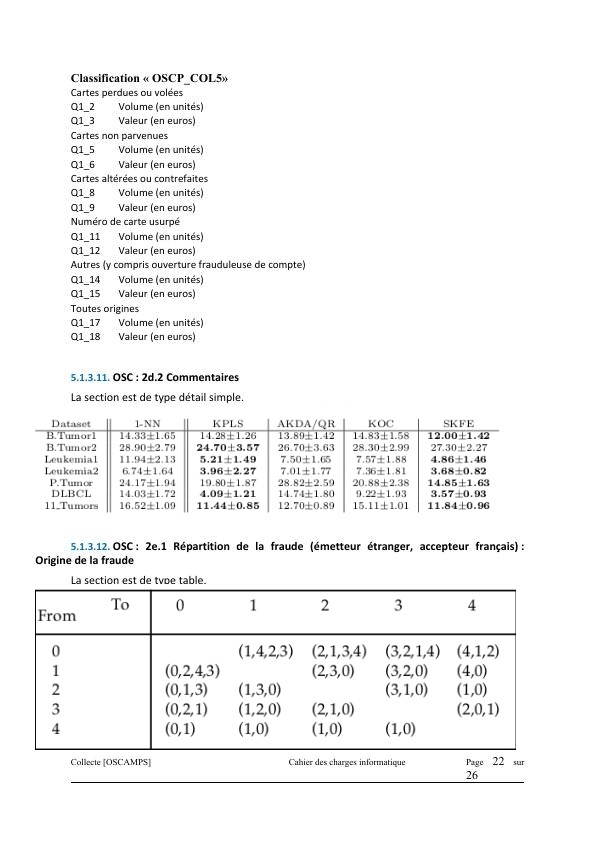 Classification « OSCP_COL5»
Cartes perdues ou volées
Q1_2 Volume (en unités)
Q1_3 Valeur (en euros)
Cartes non parvenues
Q1_5 Volume (en unités)
Q1_6 Valeur (en euros)
Cartes altérées ou contrefaites
Q1_8 Volume (en unités)
Q1_9 Valeur (en euros)
Numéro de carte usurpé
Q1_11 Volume (en unités)
Q1_12 Valeur (en euros)
Autres (y compris ouverture frauduleuse de compte)
Q1_14 Volume (en unités)
Q1_15 Valeur (en euros)
Toutes origines
Q1_17 Volume (en unités)
Q1_18 Valeur (en euros)
5.1.3.11. OSC : 2d.2 Commentaires
La section est de type détail simple.
Dataset 1-NN KPLS AKDA/QR KOC SKFE
B.Tumor1 14.33±1.65 14.28±1.26 13.89±1.42 14.83±1.58 12.00±1.42
B.Tumor2 28.90±2.79 24.70±3.57 26.70±3.63 28.30±2.99 27.30±2.27
Leukemia1 11.94±2.13 5.21±1.49 7.50±1.65 7.57±1.88 4.86±1.46
Leukemia2 6.74±1.64 3.96±2.27 7.01±1.77 7.36±1.81 3.68±0.82
P.Tumor 24.17±1.94 19.80±1.87 28.82±2.59 20.88±2.38 14.85±1.63
DLBCL 14.03±1.72 4.09±1.21 14.74±1.80 9.22±1.93 3.57±0.93
11_Tumors 16.52±1.09 11.44±0.85 12.70±0.89 15.11±1.01 11.84±0.96
5.1.3.12. OSC : 2e.1 Répartition de la fraude (émetteur étranger, accepteur français) :
Origine de la fraude
La section est de type table.
To 0 1 2 3 4
From
0 (1,4,2,3) (2,1,3,4) (3,2,1,4) (4,1,2)
1 (0,2,4,3) (2,3,0) (3,2,0) (4,0)
2 (0,1,3) (1,3,0) (3,1,0) (1,0)
3 (0,2,1) (1,2,0) (2,1,0) (2,0,1)
4 (0,1) (1,0) (1,0) (1,0)
Collecte [OSCAMPS] Cahier des charges informatique Page 22 sur
26